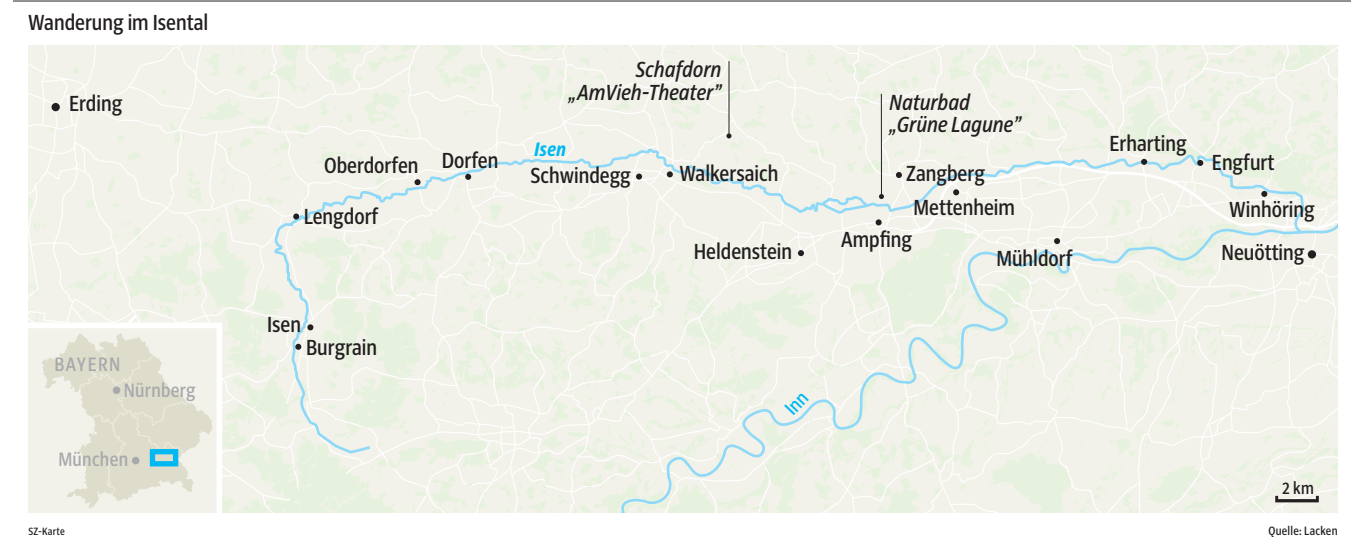 Wanderung im Isental
Schafdorn
„AmVieh-Theater”
Naturbad
„Grüne Lagune”
Erding
Isen
Erharting
Engfurt
Oberdorfen
Dorfen
Schwindegg
Walkersaich
Zangberg
Mettenheim
Winhöring
Lengdorf
Heldenstein
Ampfing
Mühldorf
Neuötting
Isen
Burgrain
Inn
BAYERN
Nürnberg
München
2 km
SZ-Karte
Quelle: Lacken